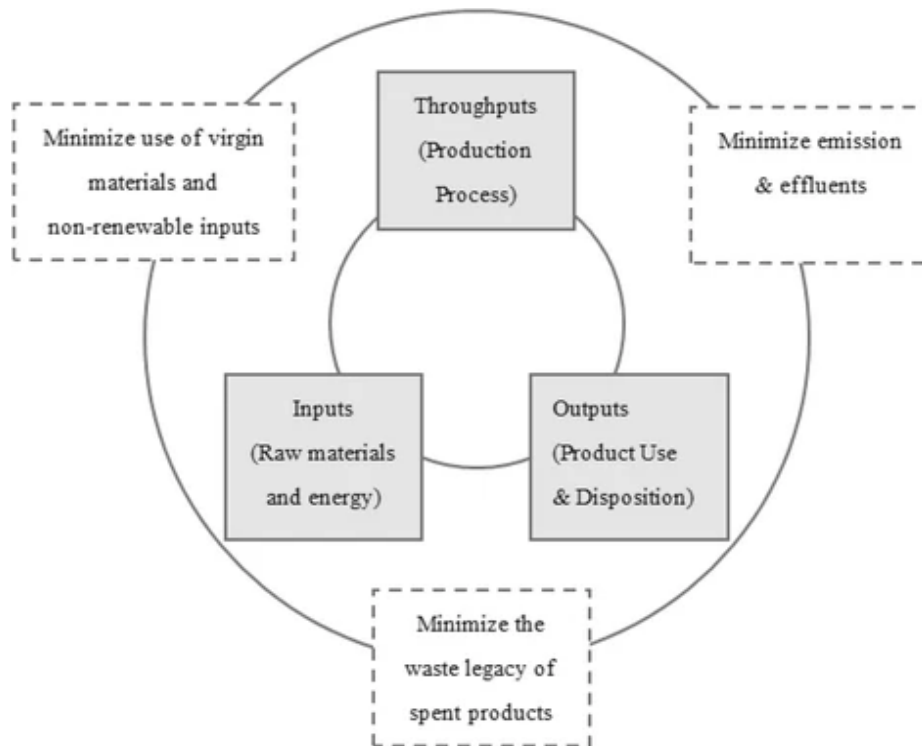 Throughputs
(Production
Process)
Minimize use of virgin
materials and
non-renewable inputs
Minimize emission
& effluents
Inputs
(Raw materials
and energy)
Outputs
(Product Use
& Disposition)
Minimize the
waste legacy of
spent products